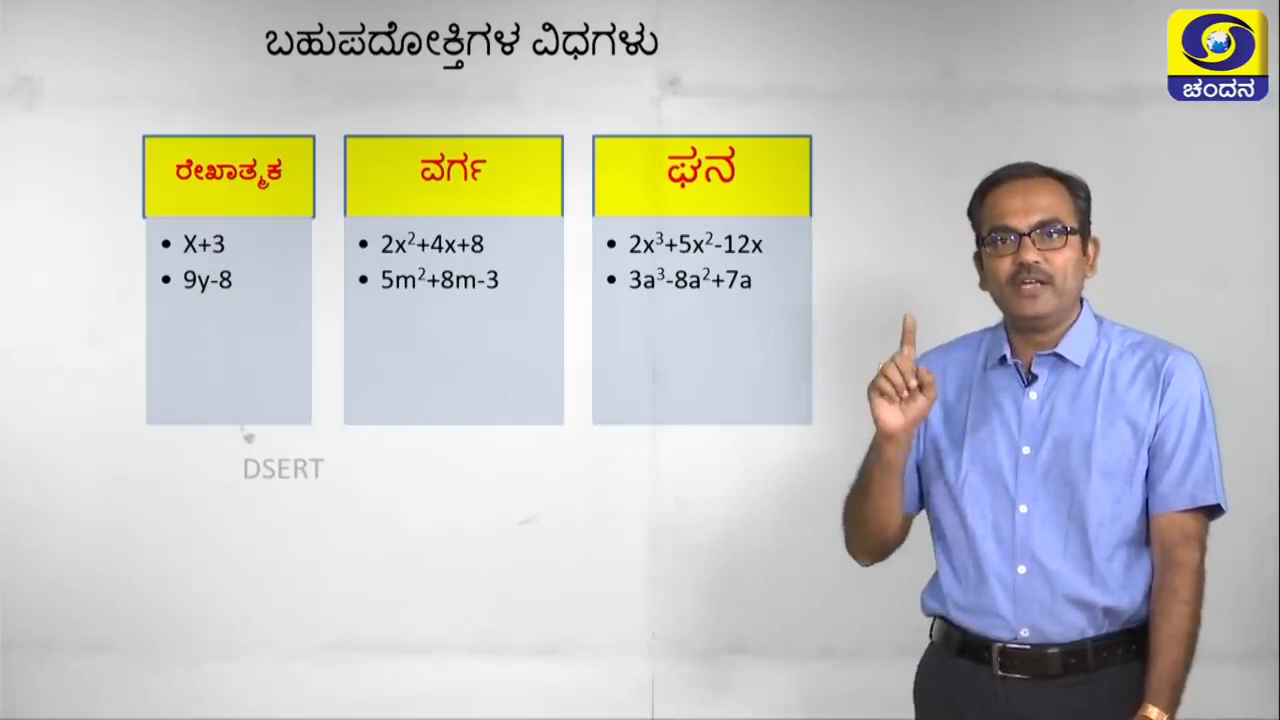 ಬಹುಪದೋಕ್ತಿಗಳ ವಿಧಗಳು
ಚಂದನ
ರೇಖಾತ್ಮಕ
• X+3
• 9y-8
ವರ್ಗ
• 2x²+4x+8
• 5m²+8m-3
ಘನ
• 2x³+5x²-12x
• 3a³-8a²+7a
DSERT